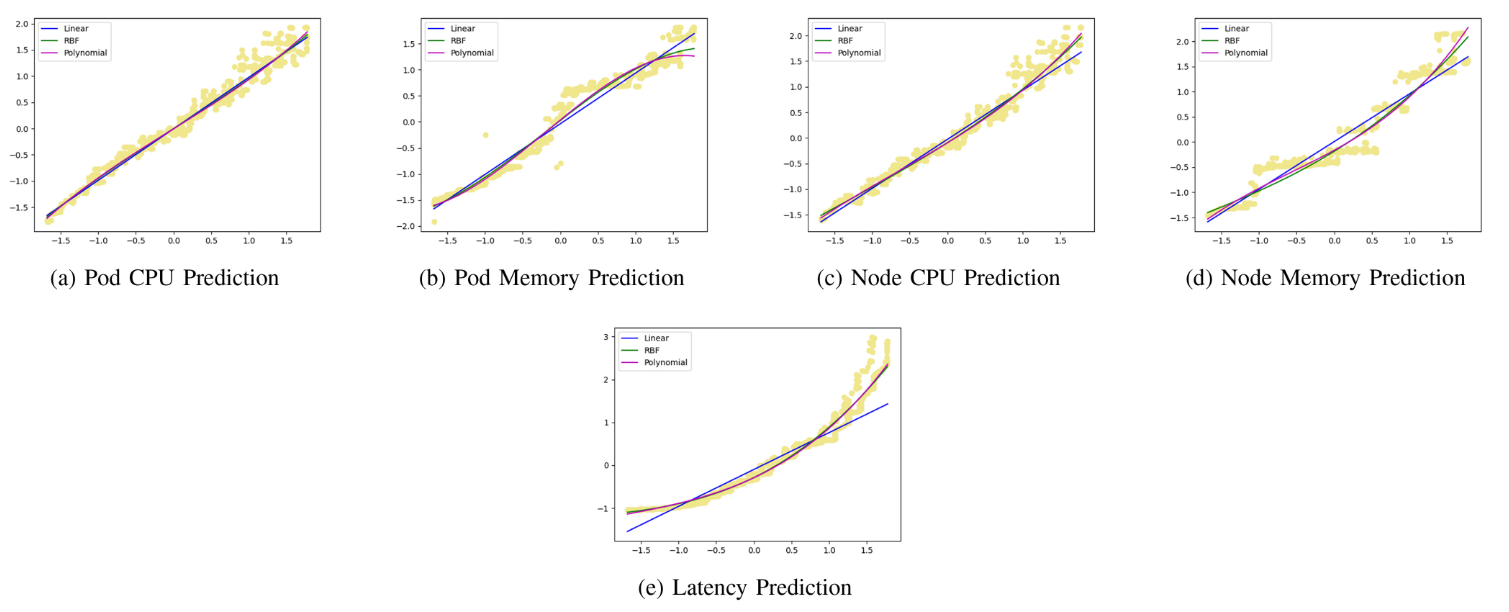 2.0
1.5
1.0
0.5
0.0
−0.5
−1.0
−1.5
−1.5 −1.0 −0.5 0.0 0.5 1.0 1.5
Linear
RBF
Polynomial
(a) Pod CPU Prediction
1.5
1.0
0.5
0.0
−0.5
−1.0
−1.5
−2.0
−1.5 −1.0 −0.5 0.0 0.5 1.0 1.5
Linear
RBF
Polynomial
(b) Pod Memory Prediction
2.0
1.5
1.0
0.5
0.0
−0.5
−1.0
−1.5
−1.5 −1.0 −0.5 0.0 0.5 1.0 1.5
Linear
RBF
Polynomial
(c) Node CPU Prediction
2.0
1.5
1.0
0.5
0.0
−0.5
−1.0
−1.5
−1.5 −1.0 −0.5 0.0 0.5 1.0 1.5
Linear
RBF
Polynomial
(d) Node Memory Prediction
3
2
1
0
−1
−1.5 −1.0 −0.5 0.0 0.5 1.0 1.5
Linear
RBF
Polynomial
(e) Latency Prediction